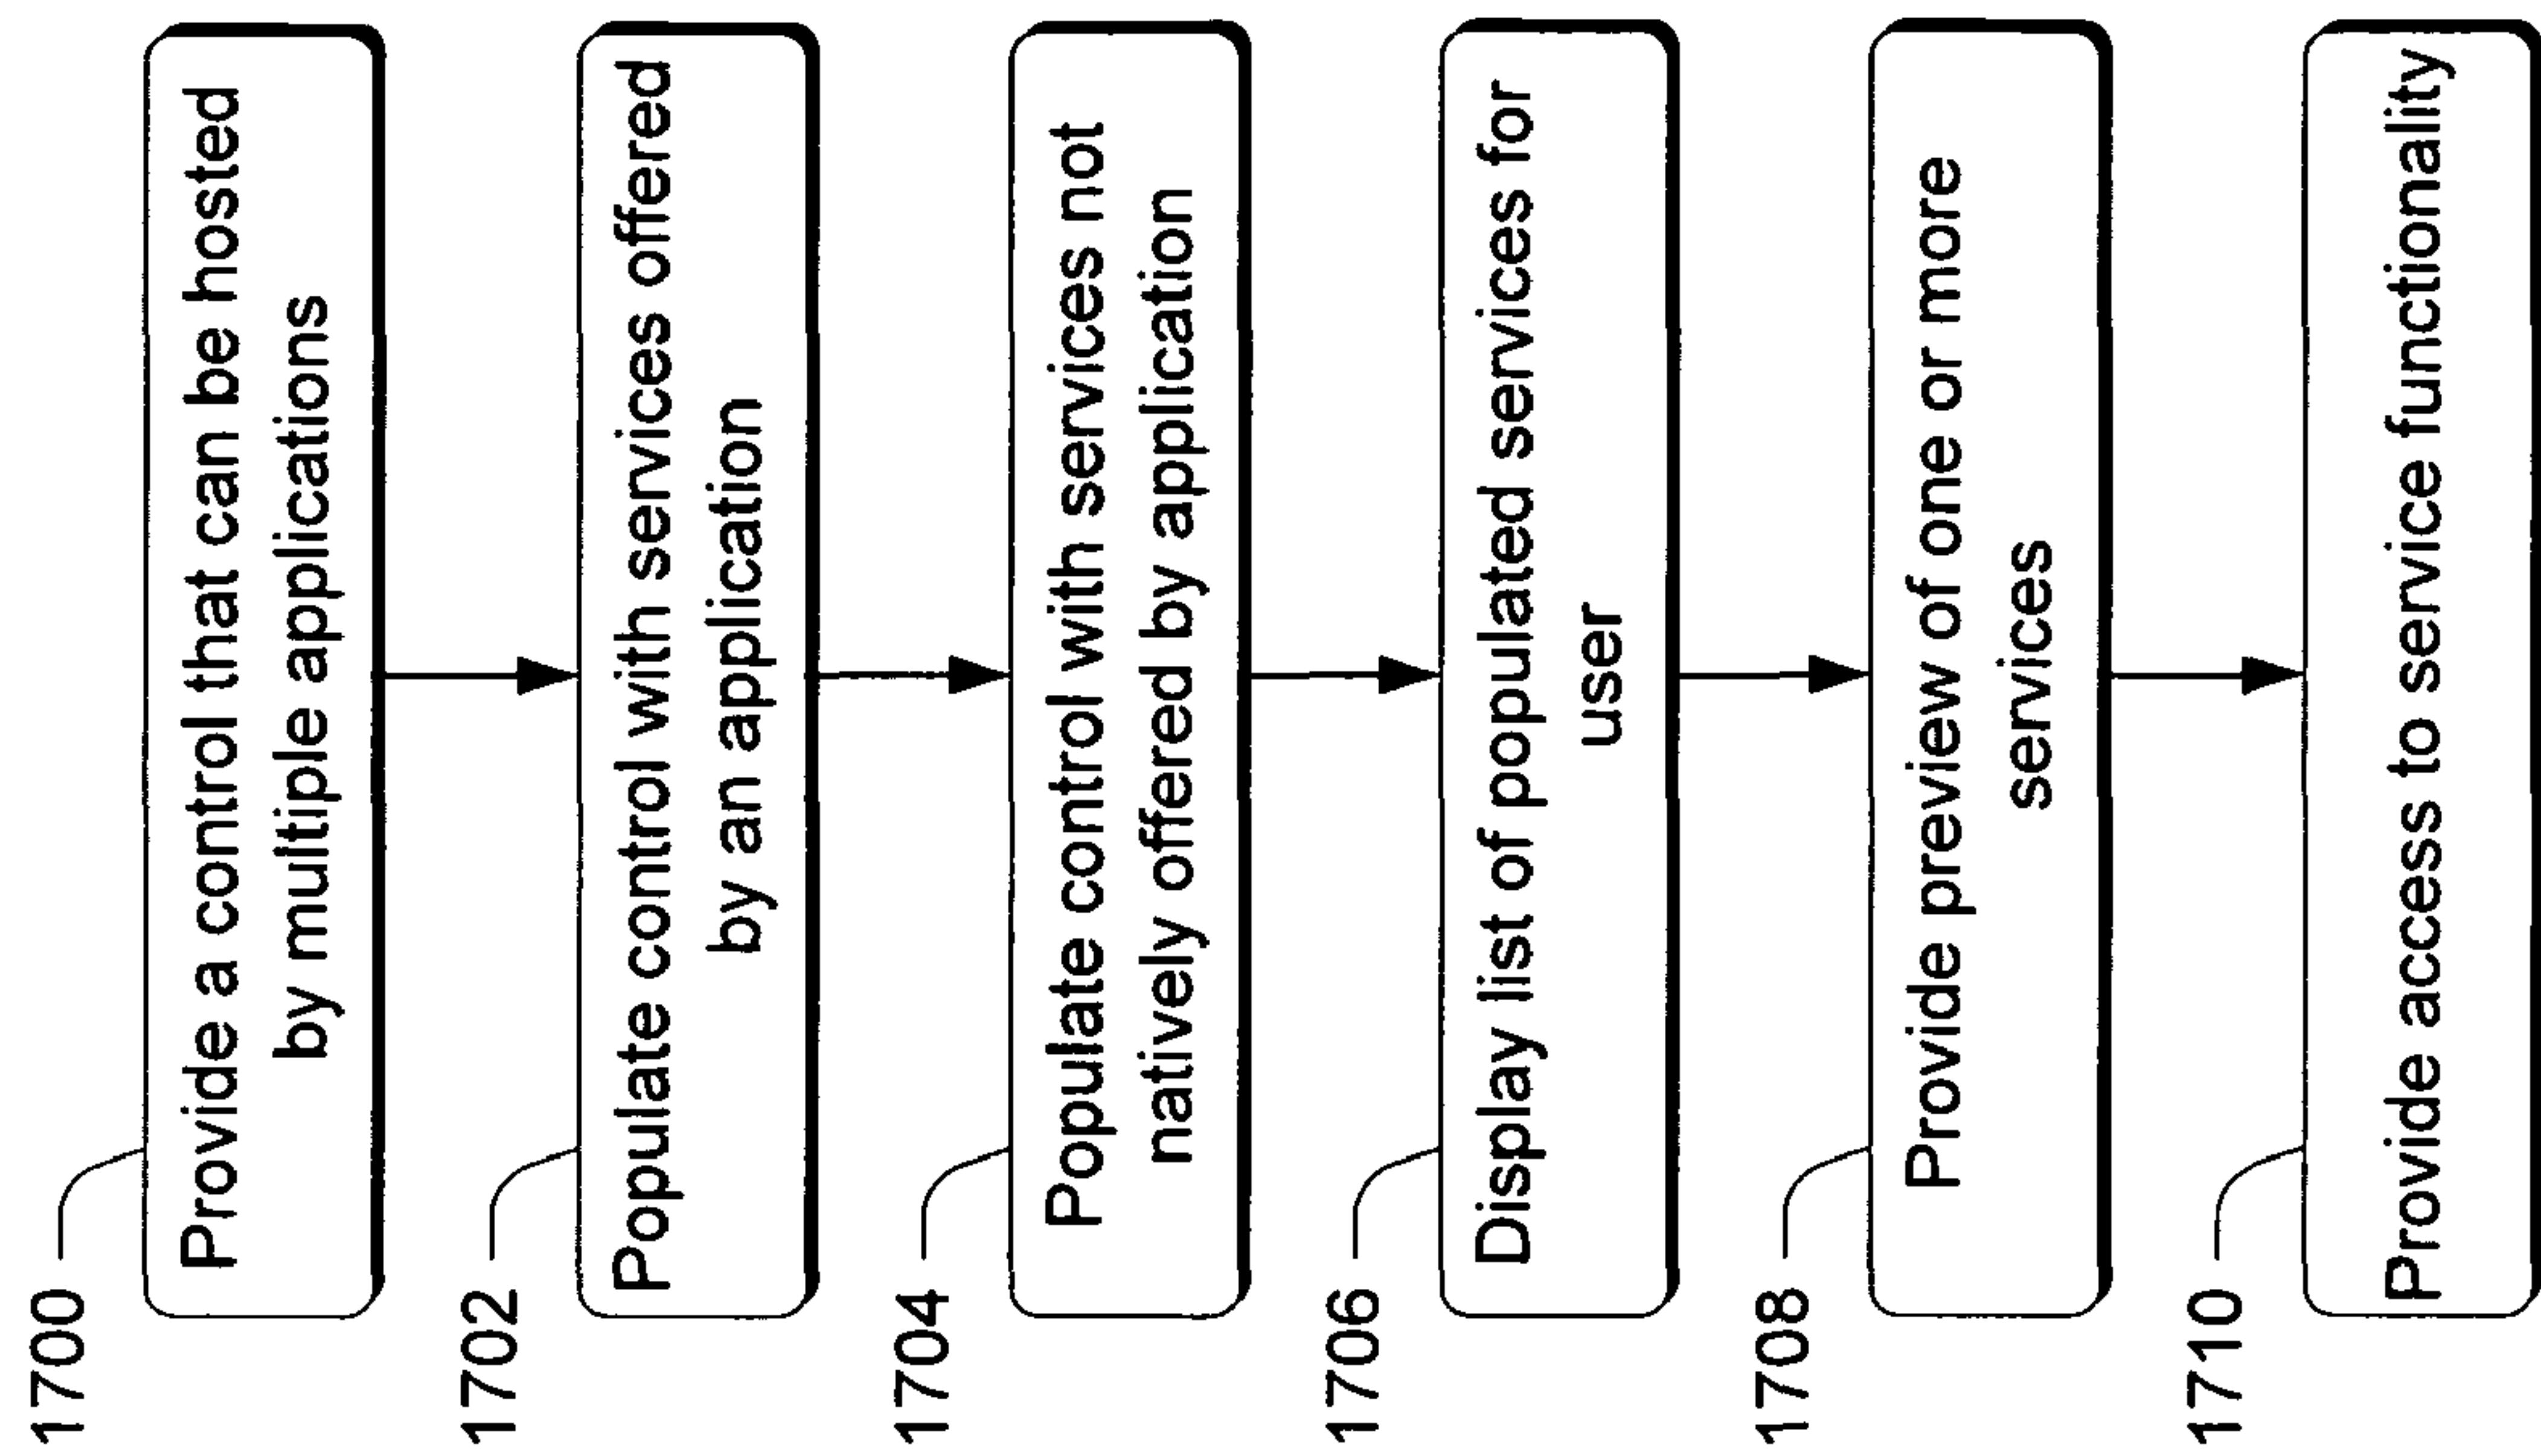 1700
Provide a control that can be hosted
by multiple applications
1702
Populate control with services offered
by an application
1704
Populate control with services not
natively offered by application
1706
Display list of populated services for
user
1708
Provide preview of one or more
services
1710
Provide access to service functionality